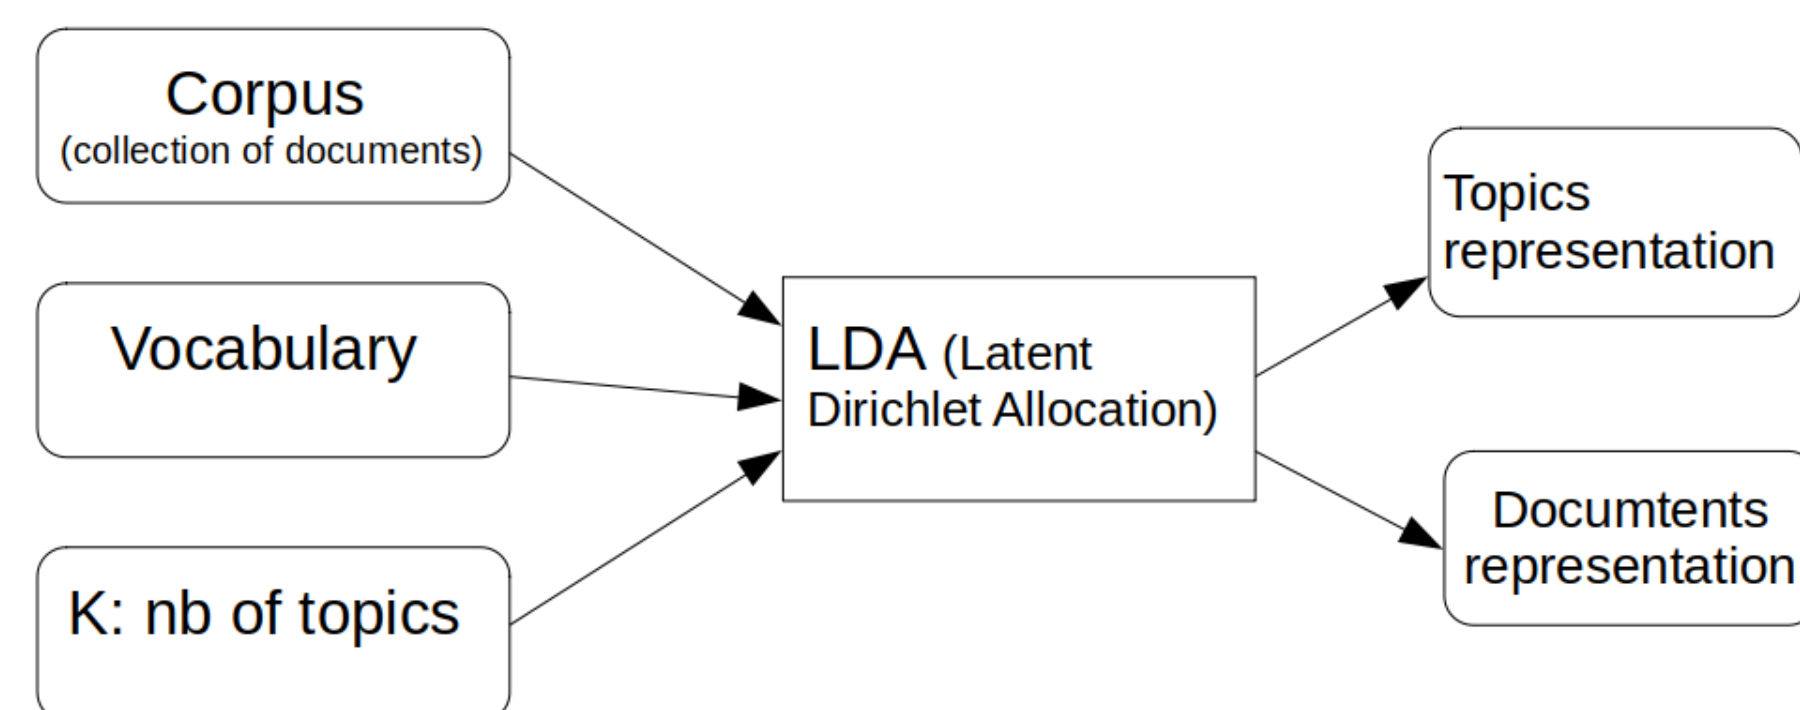 Corpus
(collection of documents)
Vocabulary
K: nb of topics
LDA (Latent
Dirichlet Allocation)
Topics
representation
Documtents
representation